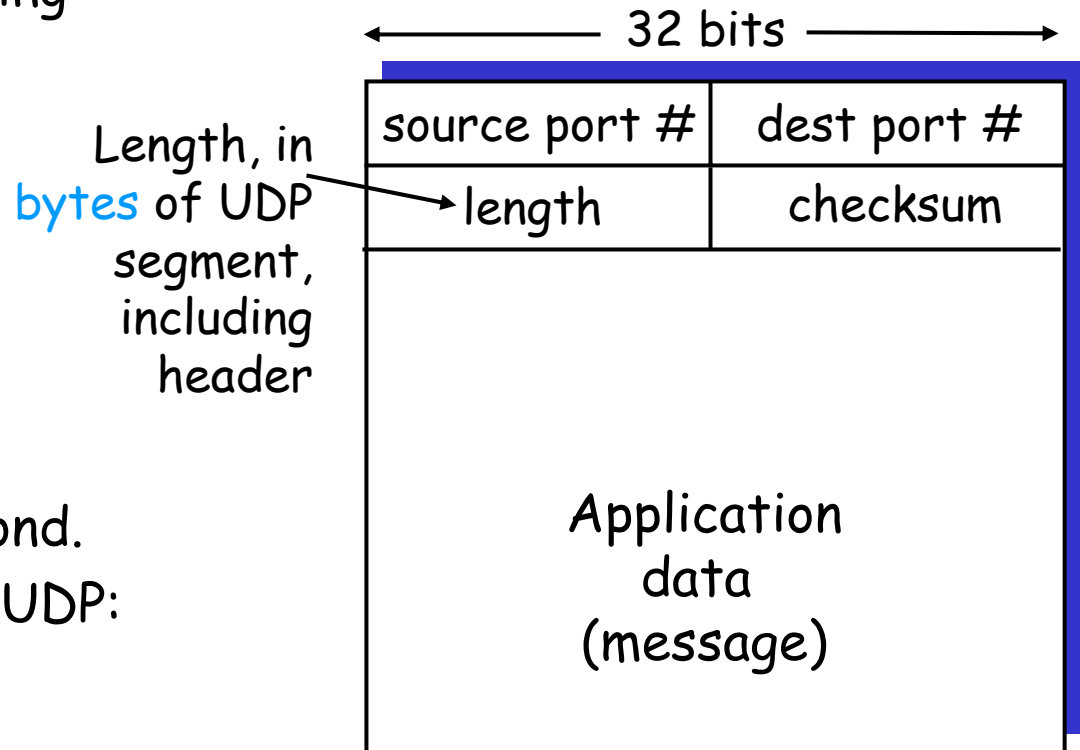 32 bits
source port # dest port #
Length, in
bytes of UDP
segment,
including
header
length checksum
UDP:
Application
data
(message)